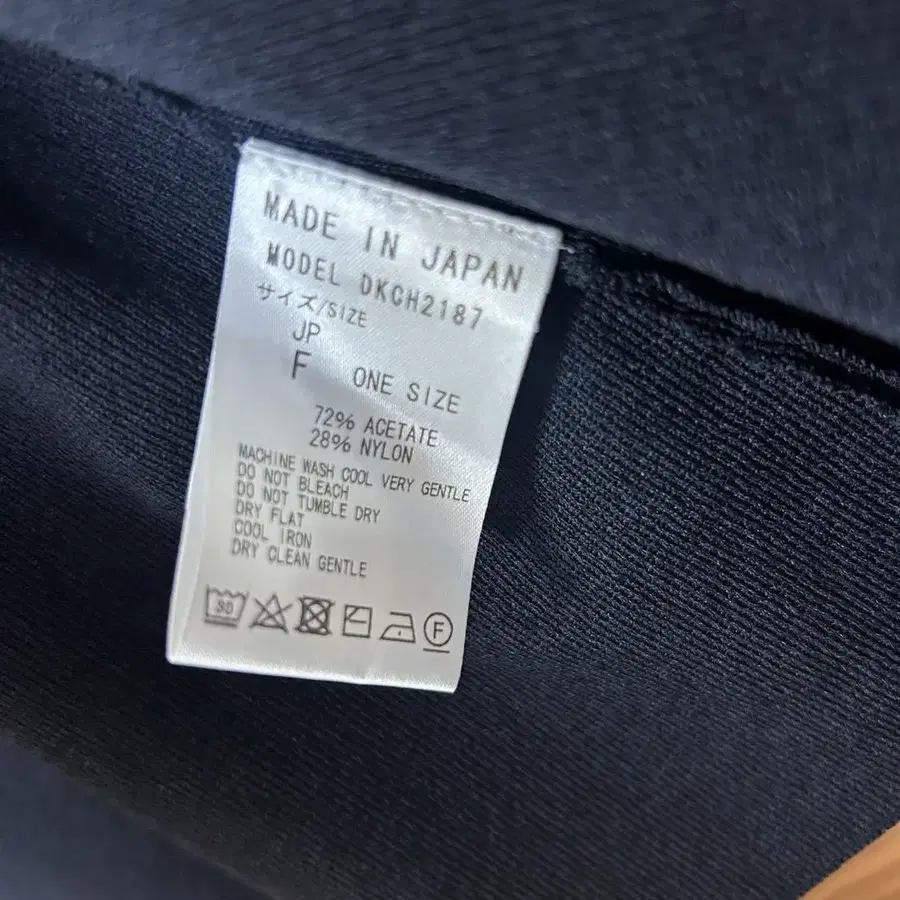 MADE IN JAPAN
MODEL DKCH2187
サイズ/SIZE
JP
F ONE SIZE
72% ACETATE
28% NYLON
MACHINE WASH COOL VERY GENTLE
DO NOT BLEACH
DO NOT TUMBLE DRY
DRY FLAT
COOL IRON
DRY CLEAN GENTLE
30 F